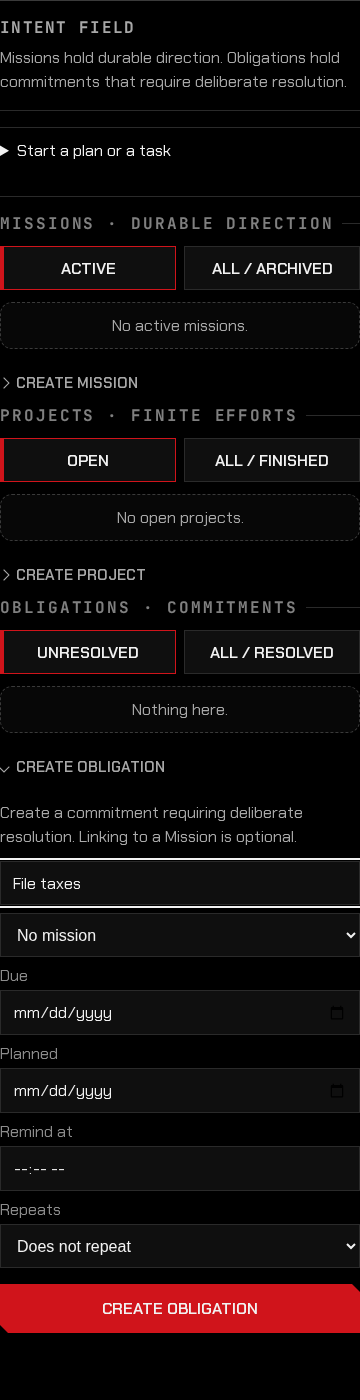 INTENT FIELD
Missions hold durable direction. Obligations hold
commitments that require deliberate resolution.
Start a plan or a task
MISSIONS · DURABLE DIRECTION
ACTIVE
ALL / ARCHIVED
No active missions.
CREATE MISSION
PROJECTS · FINITE EFFORTS
OPEN
ALL / FINISHED
No open projects.
CREATE PROJECT
OBLIGATIONS · COMMITMENTS
UNRESOLVED
ALL / RESOLVED
Nothing here.
CREATE OBLIGATION
Create a commitment requiring deliberate
resolution. Linking to a Mission is optional.
File taxes
No mission
Due
mm/dd/yyyy
Planned
mm/dd/yyyy
Remind at
--:-- --
Repeats
Does not repeat
CREATE OBLIGATION